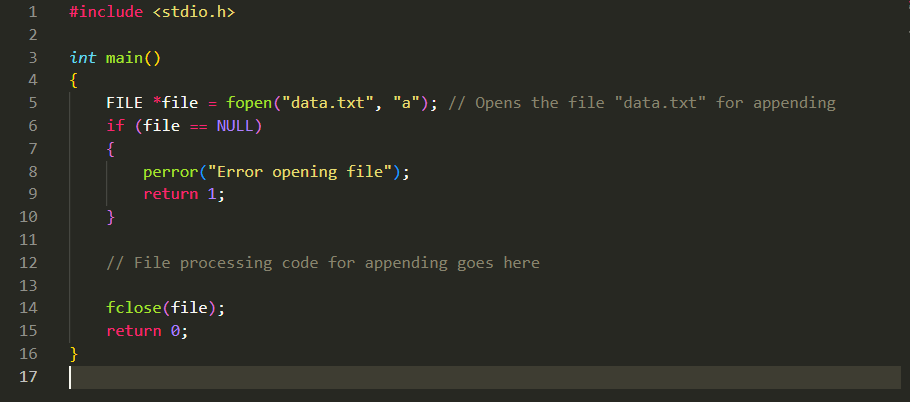 1 #include <stdio.h>
2
3 int main()
4 {
5     FILE *file = fopen("data.txt", "a"); // Opens the file "data.txt" for appending
6     if (file == NULL)
7     {
8         perror("Error opening file");
9         return 1;
10     }
11
12     // File processing code for appending goes here
13
14     fclose(file);
15     return 0;
16 }
17